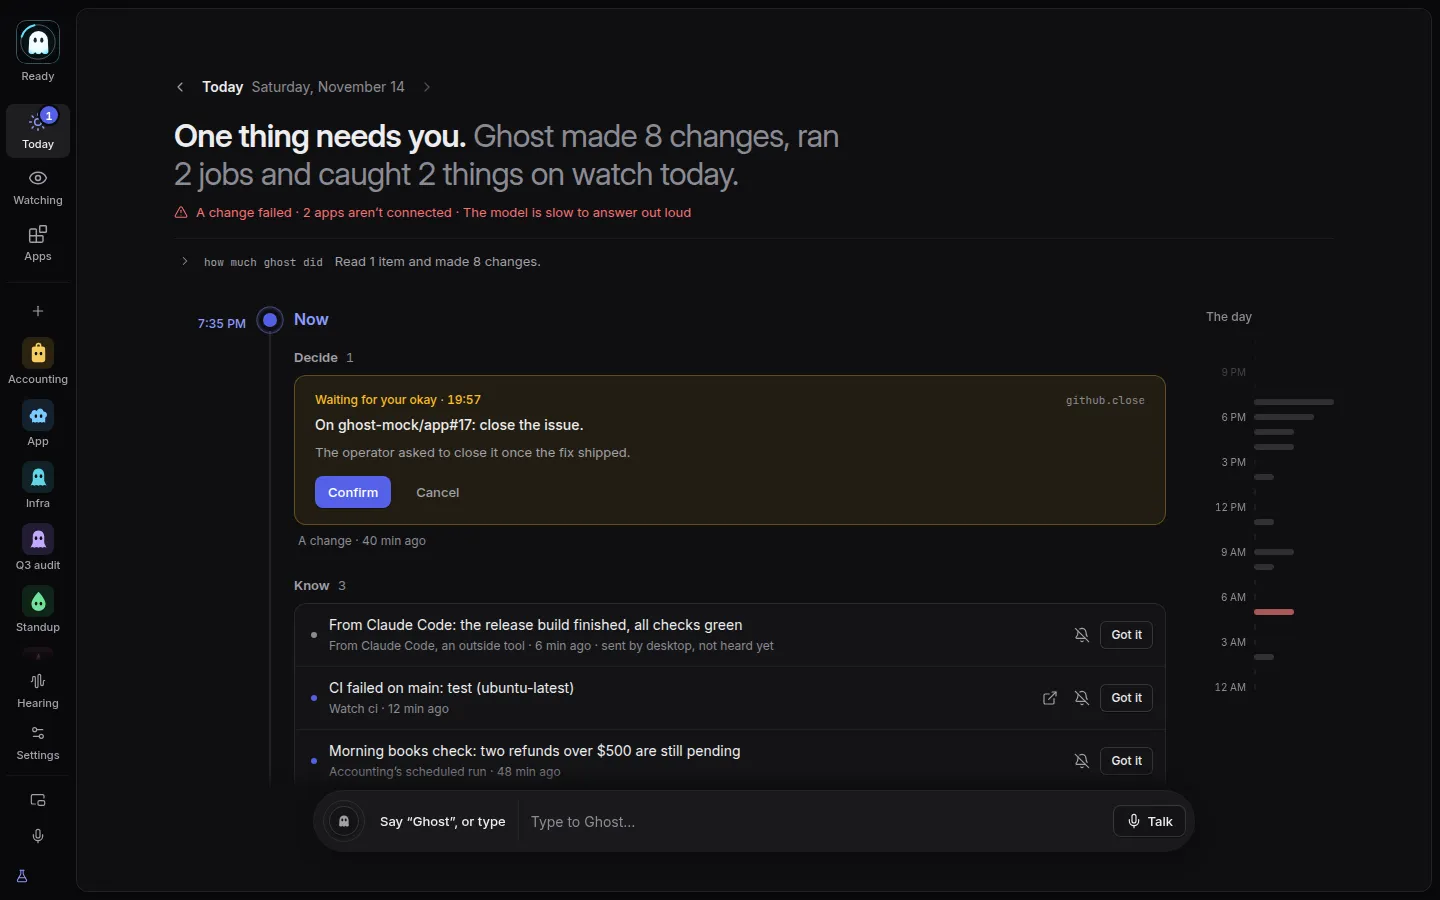 Ready
1
Today
Watching
Apps
Accounting
App
Infra
Q3 audit
Standup
Hearing
Settings
Today Saturday, November 14
One thing needs you. Ghost made 8 changes, ran
2 jobs and caught 2 things on watch today.
A change failed · 2 apps aren’t connected · The model is slow to answer out loud
how much ghost did Read 1 item and made 8 changes.
7:35 PM Now
Decide 1
Waiting for your okay · 19:57 github.close
On ghost-mock/app#17: close the issue.
The operator asked to close it once the fix shipped.
Confirm Cancel
A change · 40 min ago
Know 3
From Claude Code: the release build finished, all checks green
From Claude Code, an outside tool · 6 min ago · sent by desktop, not heard yet
Got it
CI failed on main: test (ubuntu-latest)
Watch ci · 12 min ago
Got it
Morning books check: two refunds over $500 are still pending
Accounting’s scheduled run · 48 min ago
Got it
The day
9 PM
6 PM
3 PM
12 PM
9 AM
6 AM
3 AM
12 AM
Say “Ghost”, or type Type to Ghost... Talk